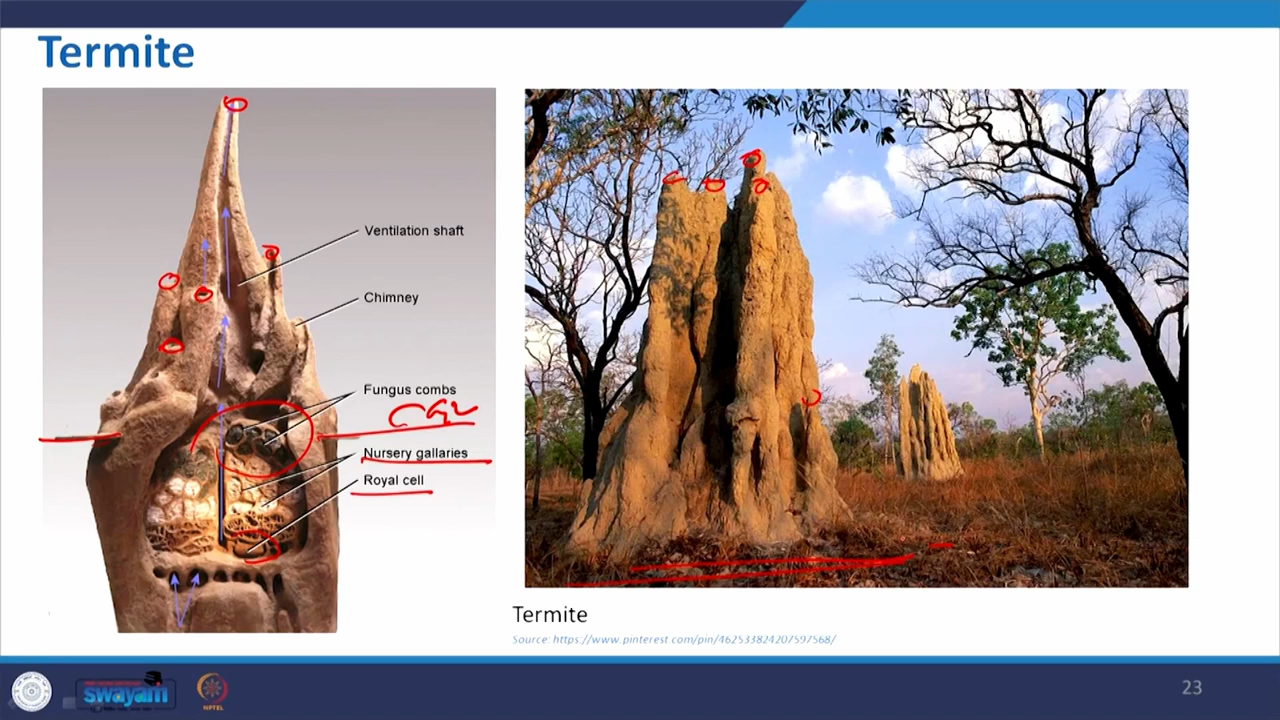 Termite
Ventilation shaft
Chimney
Fungus combs
Nursery gallaries
Royal cell
Termite
Source: https://www.pinterest.com/pin/462533824207597568/
swayam
NPTEL
23